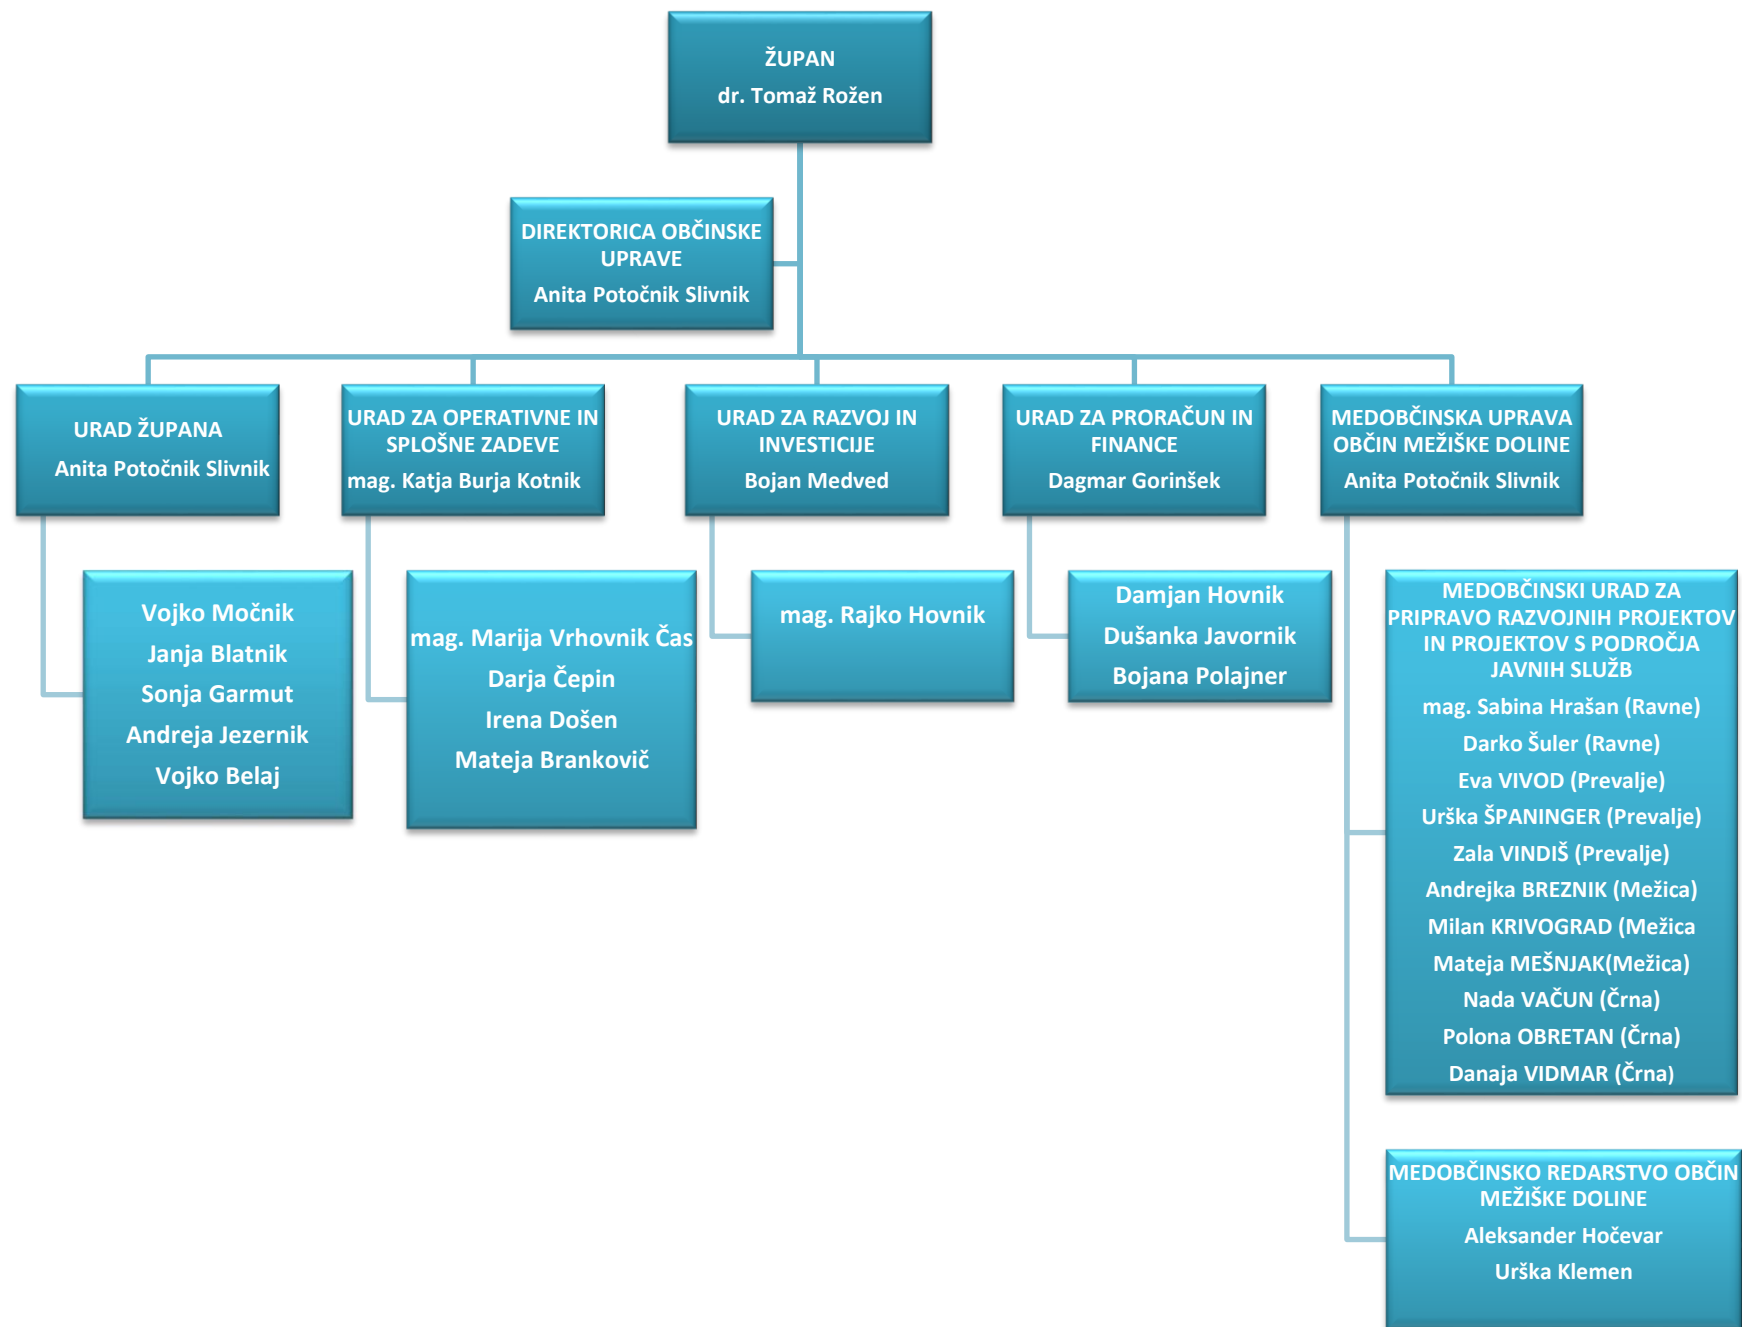 ŽUPAN
dr. Tomaž Rožen
DIREKTORICA OBČINSKE
UPRAVE
Anita Potočnik Slivnik
URAD ŽUPANA
Anita Potočnik Slivnik
URAD ZA OPERATIVNE IN
SPLOŠNE ZADEVE
mag. Katja Burja Kotnik
URAD ZA RAZVOJ IN
INVESTICIJE
Bojan Medved
URAD ZA PRORAČUN IN
FINANCE
Dagmar Gorinšek
MEDOBČINSKA UPRAVA
OBČIN MEŽIŠKE DOLINE
Anita Potočnik Slivnik
Vojko Močnik
Janja Blatnik
Sonja Garmut
Andreja Jezernik
Vojko Belaj
mag. Marija Vrhovnik Čas
Darja Čepin
Irena Došen
Mateja Brankovič
mag. Rajko Hovnik
Damjan Hovnik
Dušanka Javornik
Bojana Polajner
MEDOBČINSKI URAD ZA
PRIPRAVO RAZVOJNIH PROJEKTOV
IN PROJEKTOV S PODROČJA
JAVNIH SLUŽB
mag. Sabina Hrašan (Ravne)
Darko Šuler (Ravne)
Eva VIVOD (Prevalje)
Urška ŠPANINGER (Prevalje)
Zala VINDIŠ (Prevalje)
Andrejka BREZNIK (Mežica)
Milan KRIVOGRAD (Mežica
Mateja MEŠNJAK(Mežica)
Nada VAČUN (Črna)
Polona OBRETAN (Črna)
Danaja VIDMAR (Črna)
MEDOBČINSKO REDARSTVO OBČIN
MEŽIŠKE DOLINE
Aleksander Hočevar
Urška Klemen